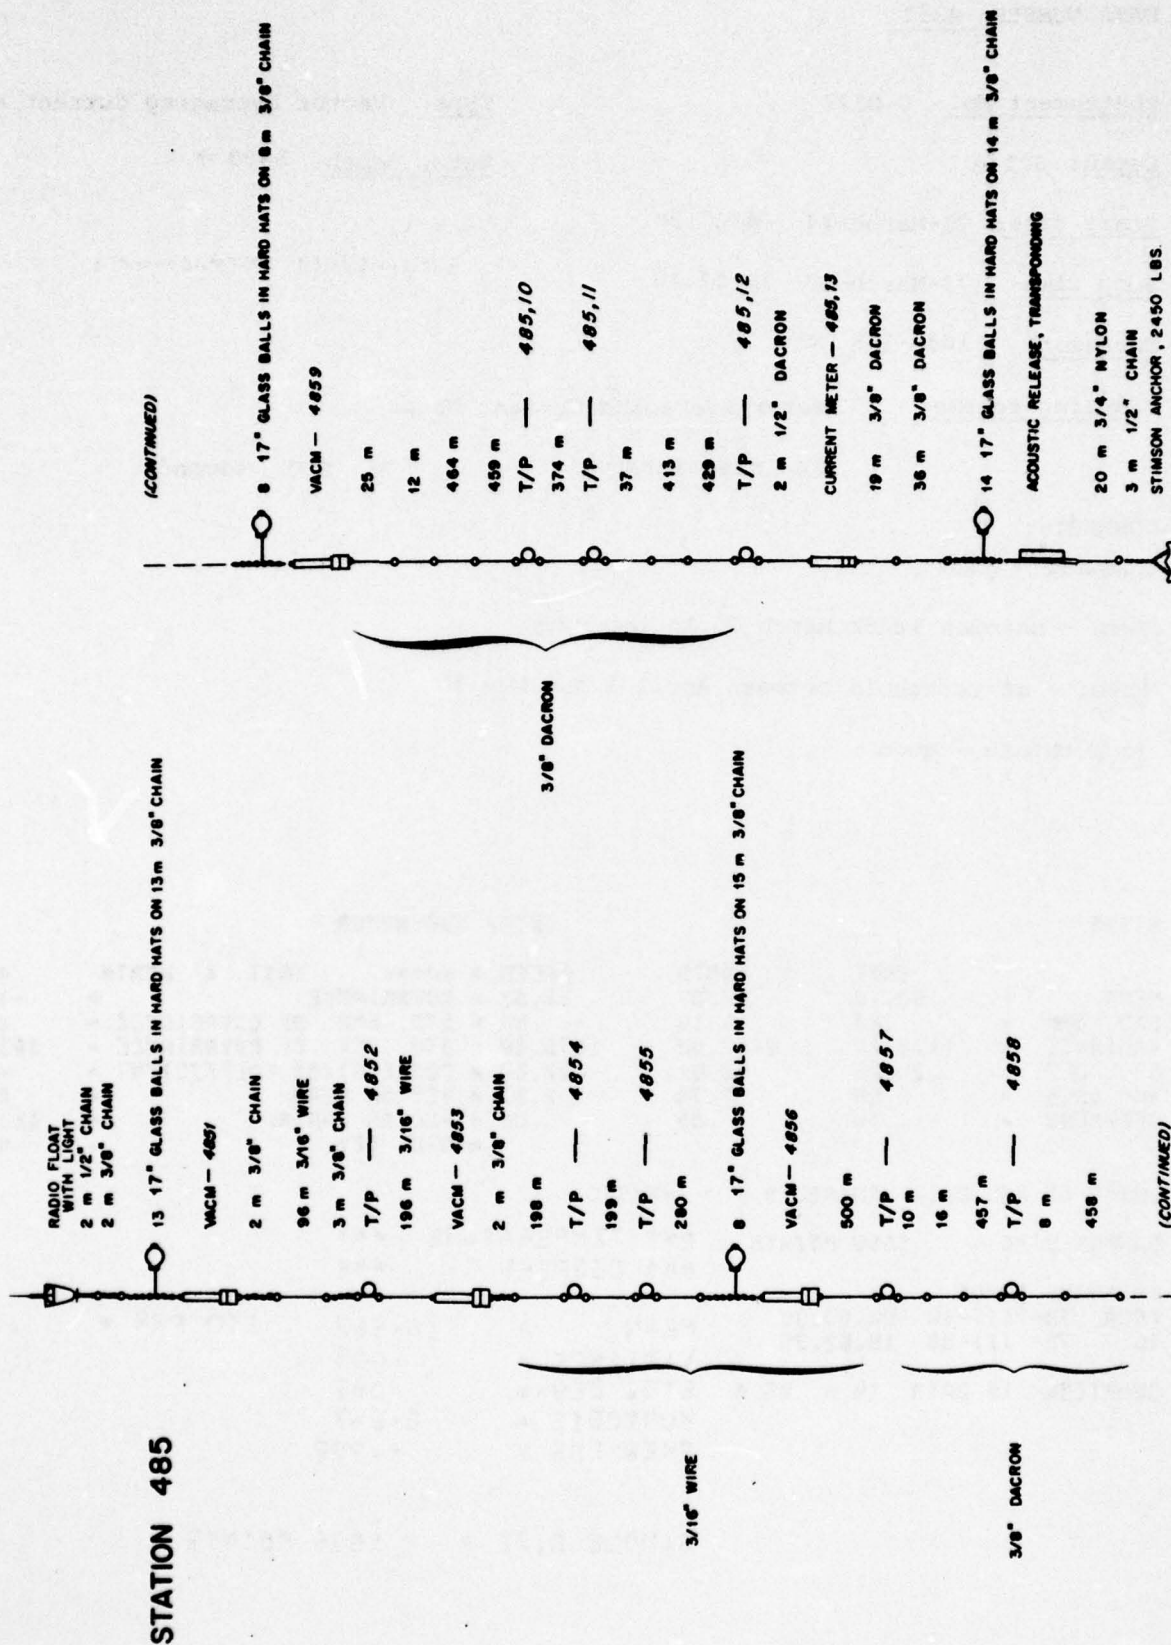 STATION 485
RADIO FLOAT
WITH LIGHT
2 m 1/2" CHAIN
2 m 3/8" CHAIN
13 17" GLASS BALLS IN HARD HATS ON 13 m 3/8" CHAIN
VACM — 4851
2 m 3/8" CHAIN
96 m 3/16" WIRE
3 m 3/8" CHAIN
T/P — 4852
196 m 3/16" WIRE
VACM — 4853
2 m 3/8" CHAIN
198 m
T/P — 4854
199 m
T/P — 4855
280 m
8 17" GLASS BALLS IN HARD HATS ON 15 m 3/8" CHAIN
VACM — 4856
500 m
T/P — 4857
10 m
16 m
457 m
T/P — 4858
8 m
458 m
(CONTINUED)
3/16" WIRE
3/8" DACRON
(CONTINUED)
8 17" GLASS BALLS IN HARD HATS ON 8 m 3/8" CHAIN
VACM — 4859
25 m
12 m
464 m
459 m
T/P — 485,10
374 m
T/P — 485,11
37 m
413 m
429 m
T/P — 485,12
2 m 1/2" DACRON
CURRENT METER — 485,13
19 m 3/8" DACRON
36 m 3/8" DACRON
14 17" GLASS BALLS IN HARD HATS ON 14 m 3/8" CHAIN
ACOUSTIC RELEASE, TRANSPONDING
20 m 3/4" NYLON
3 m 1/2" CHAIN
STIMSON ANCHOR, 2450 LBS.
3/8" DACRON